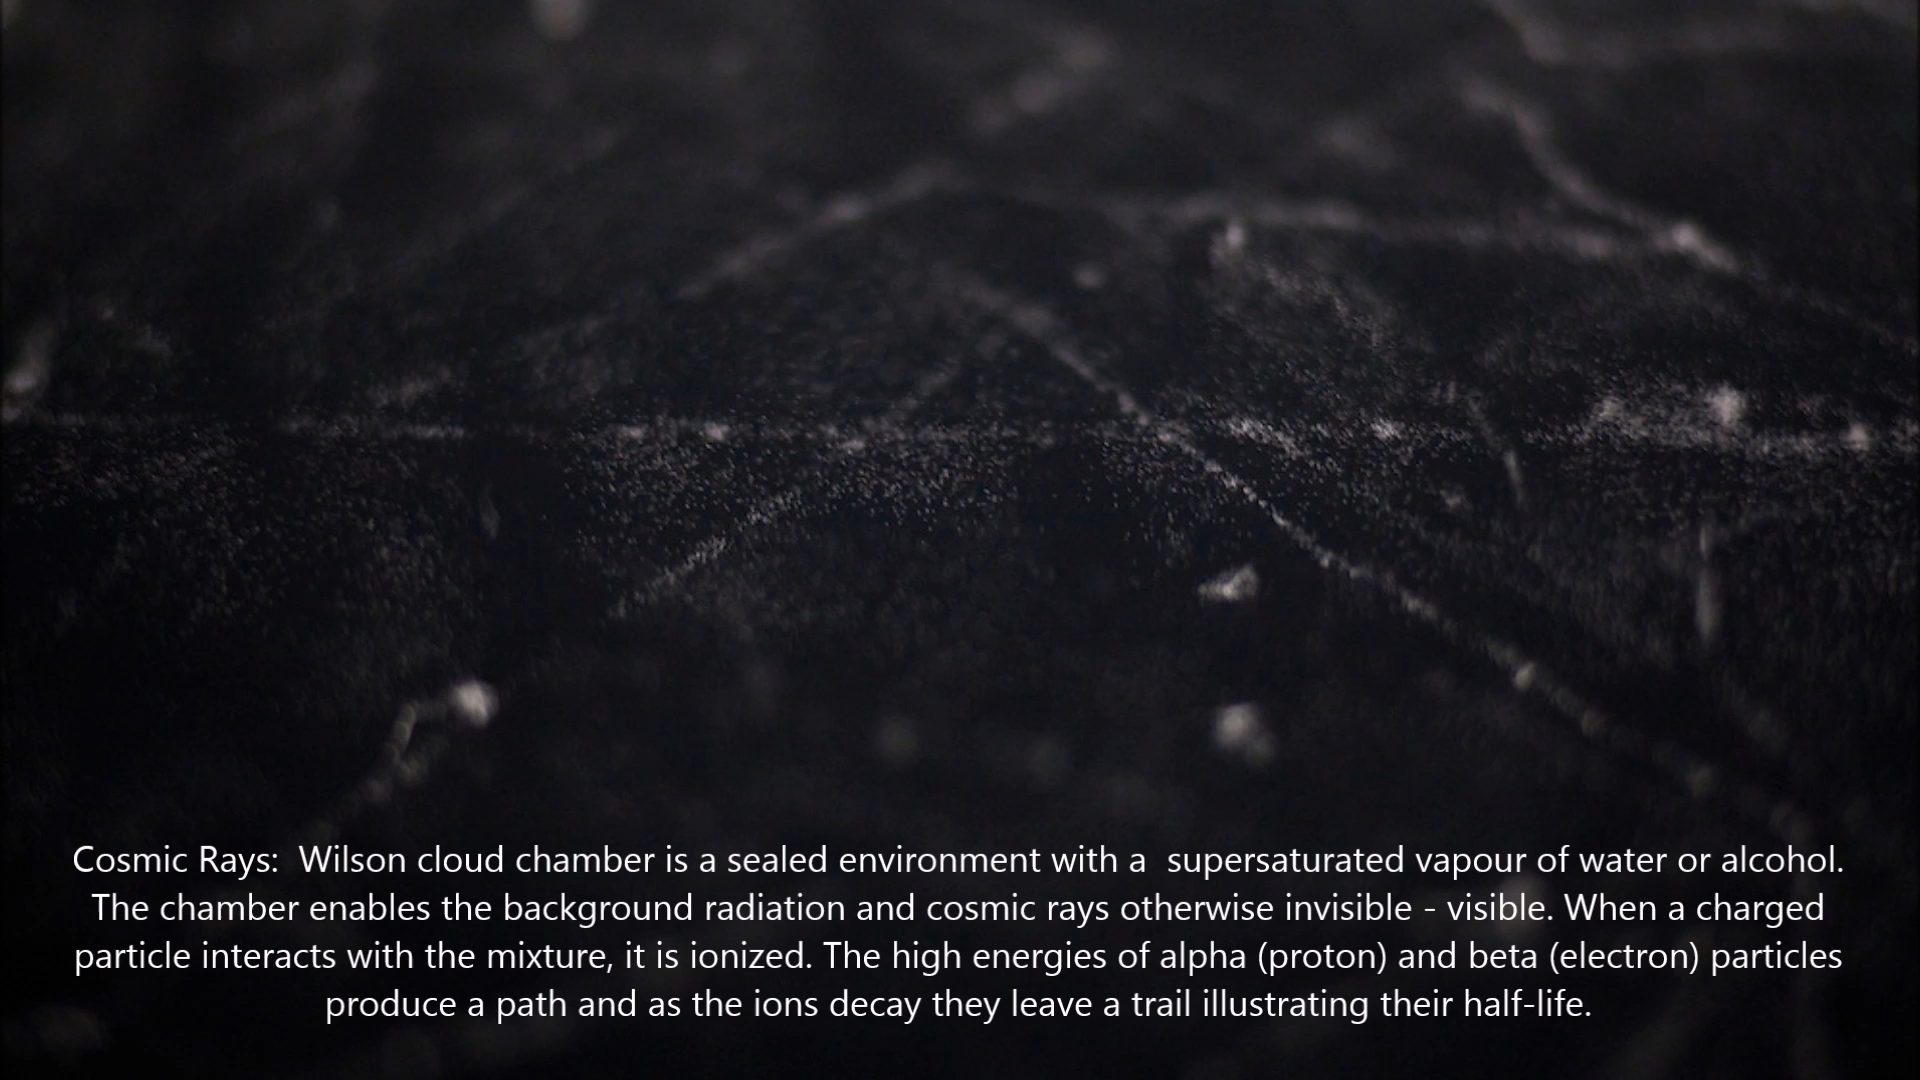 Cosmic Rays:  Wilson cloud chamber is a sealed environment with a  supersaturated vapour of water or alcohol.
The chamber enables the background radiation and cosmic rays otherwise invisible - visible. When a charged
particle interacts with the mixture, it is ionized. The high energies of alpha (proton) and beta (electron) particles
produce a path and as the ions decay they leave a trail illustrating their half-life.